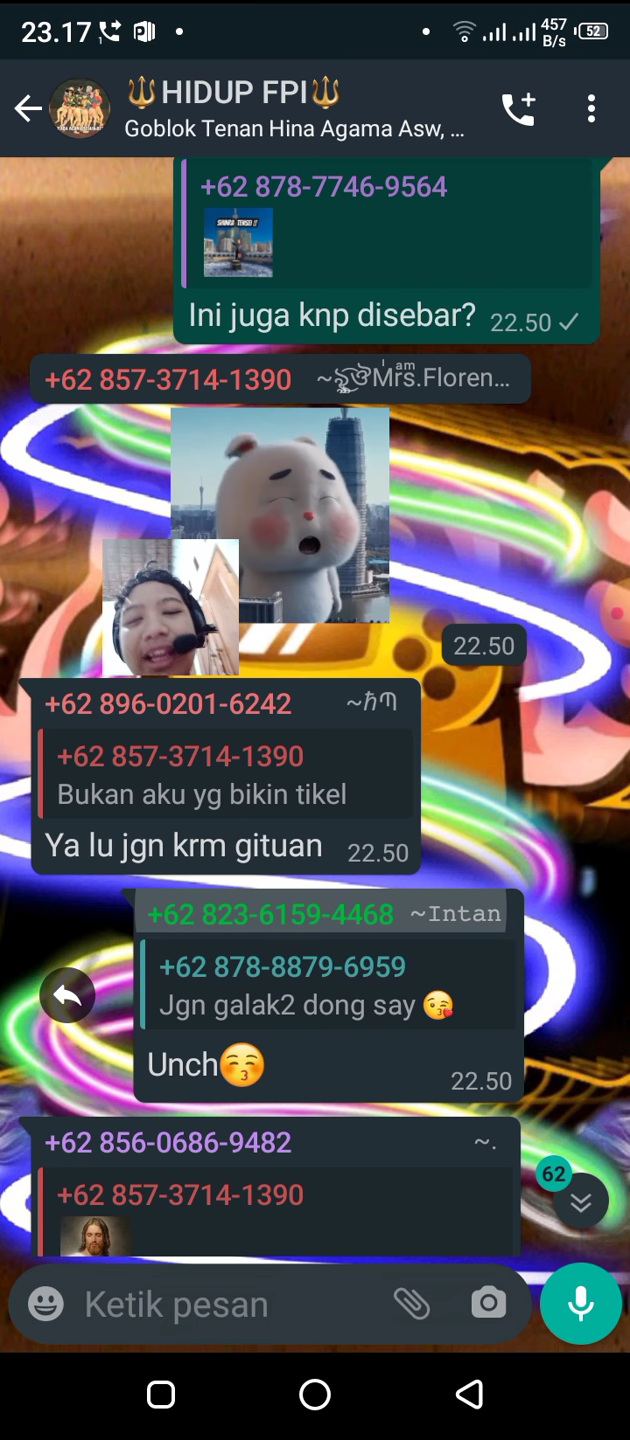 23.17
457
B/s
52
🔱HIDUP FPI🔱
Goblok Tenan Hina Agama Asw, ...
+62 878-7746-9564
SHINRA TENSEI !!
Ini juga knp disebar? 22.50
+62 857-3714-1390 Mrs.Floren...
22.50
+62 896-0201-6242
+62 857-3714-1390
Bukan aku yg bikin tikel
Ya lu jgn krm gituan 22.50
+62 823-6159-4468 ~Intan
+62 878-8879-6959
Jgn galak2 dong say 😘
Unch😚
22.50
+62 856-0686-9482 ~.
+62 857-3714-1390
62
Ketik pesan